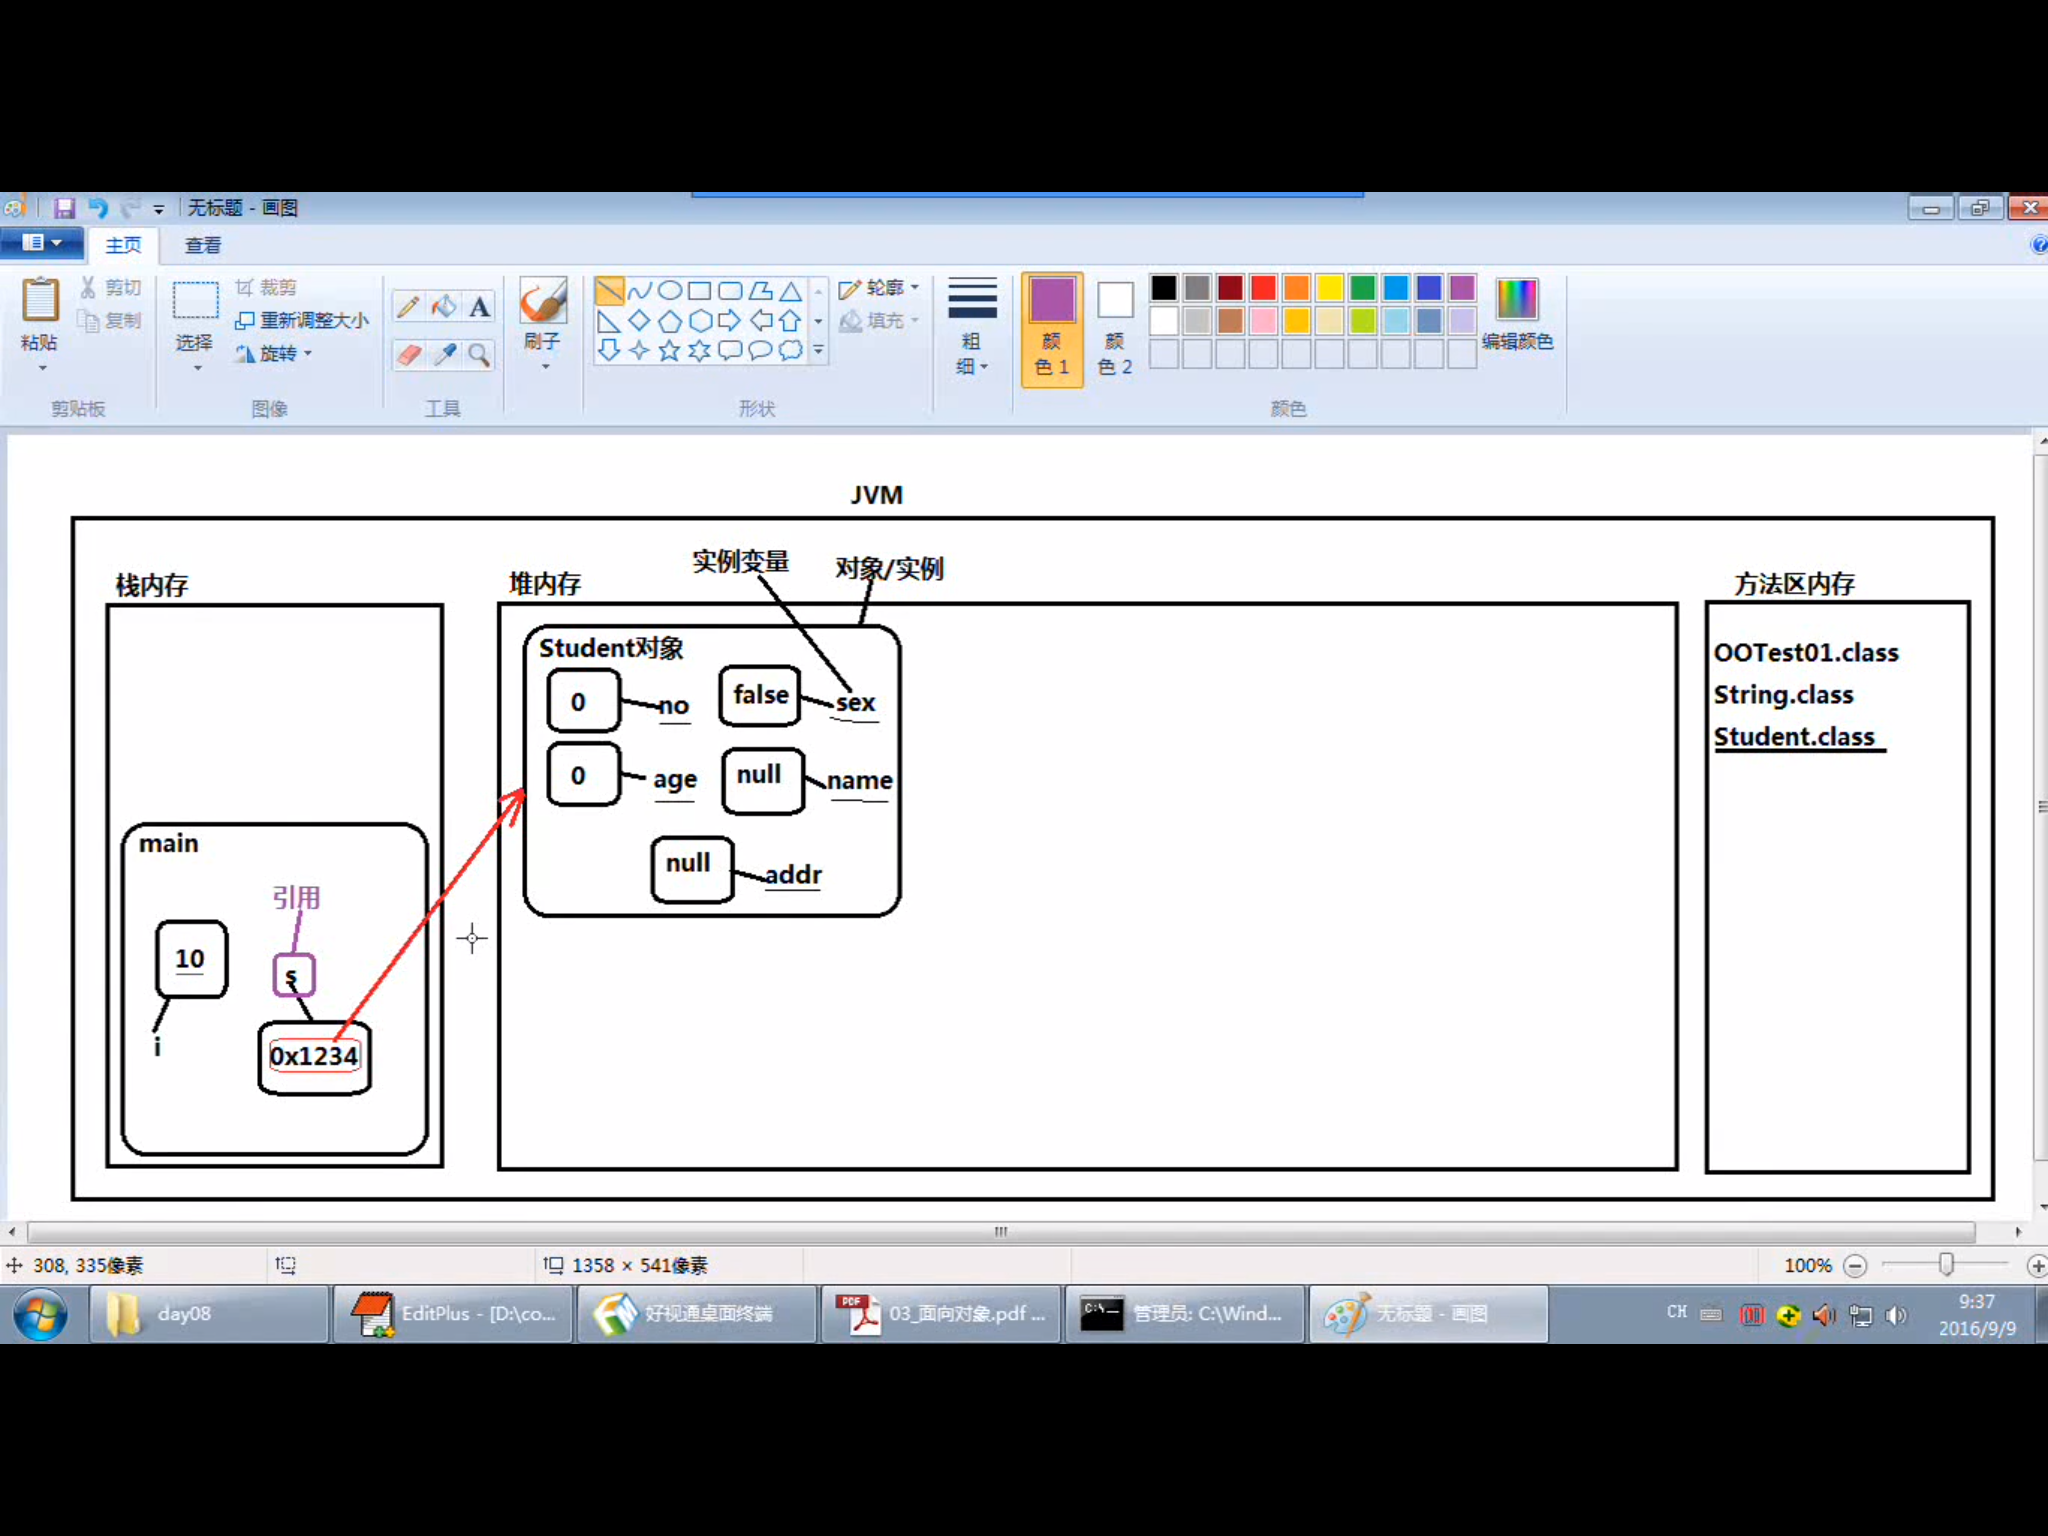 无标题 - 画图
主页 查看
粘贴 剪切 复制 剪贴板
选择 裁剪 重新调整大小 旋转 图像
A
工具
刷子
轮廓 填充 形状
粗细
颜色 1
颜色 2
编辑颜色
颜色
JVM
栈内存
堆内存
实例变量
对象/实例
方法区内存
Student对象
0 no
false sex
0 age
null name
null addr
OOTest01.class
String.class
Student.class
main
引用
10
s
i
0x1234
308, 335像素
1358 × 541像素
100%
day08
EditPlus - [D:\co...
好视通桌面终端
PDF
03_面向对象.pdf ...
C:\
管理员: C:\Wind...
无标题 - 画图
CH
9:37
2016/9/9